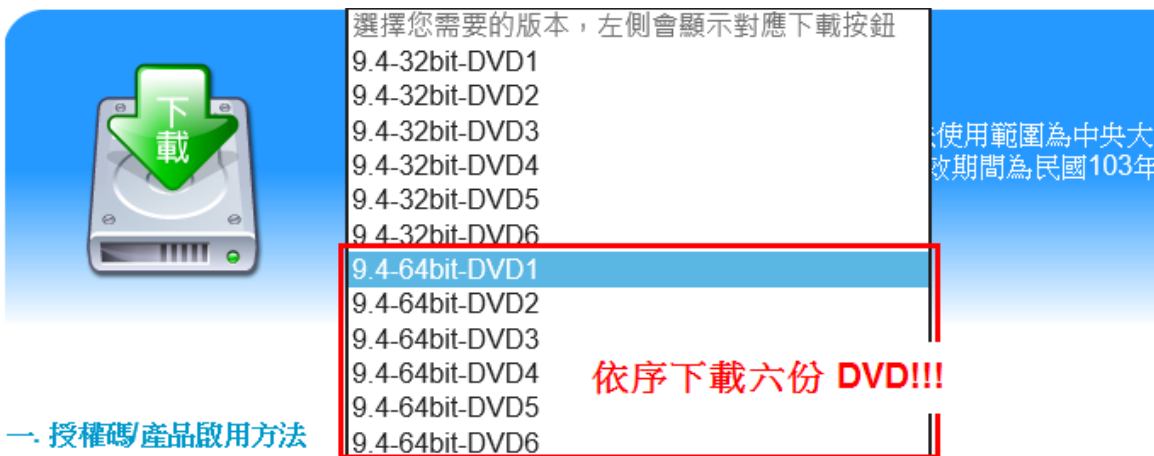 選擇您需要的版本，左側會顯示對應下載按鈕
9.4-32bit-DVD1
9.4-32bit-DVD2
9.4-32bit-DVD3
9.4-32bit-DVD4
9.4-32bit-DVD5
9.4-32bit-DVD6
9.4-64bit-DVD1
9.4-64bit-DVD2
9.4-64bit-DVD3
9.4-64bit-DVD4
9.4-64bit-DVD5
9.4-64bit-DVD6
下
載
使用範圍為中央大
效期間為民國103年
依序下載六份 DVD!!!
一. 授權碼/產品啟用方法